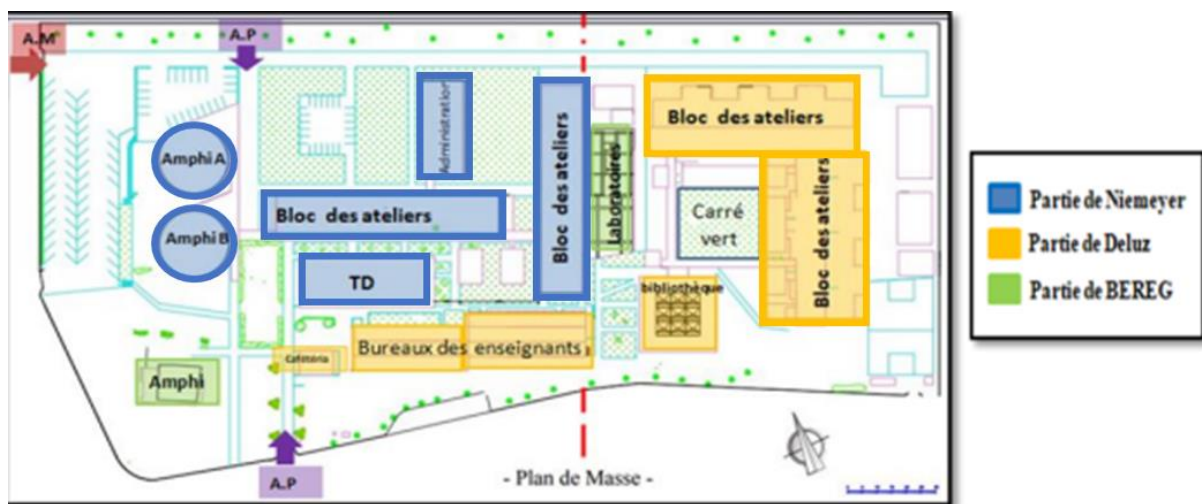 A.M
A.P
Amphi A
Amphi B
Administration
Bloc des ateliers
Bloc des ateliers
Laboratoires
Bloc des ateliers
Carré
vert
Bloc des ateliers
TD
bibliothèque
Bureaux des enseignants
Cafétéria
Amphi
A.P
- Plan de Masse -
Partie de Niemeyer
Partie de Deluz
Partie de BEREG